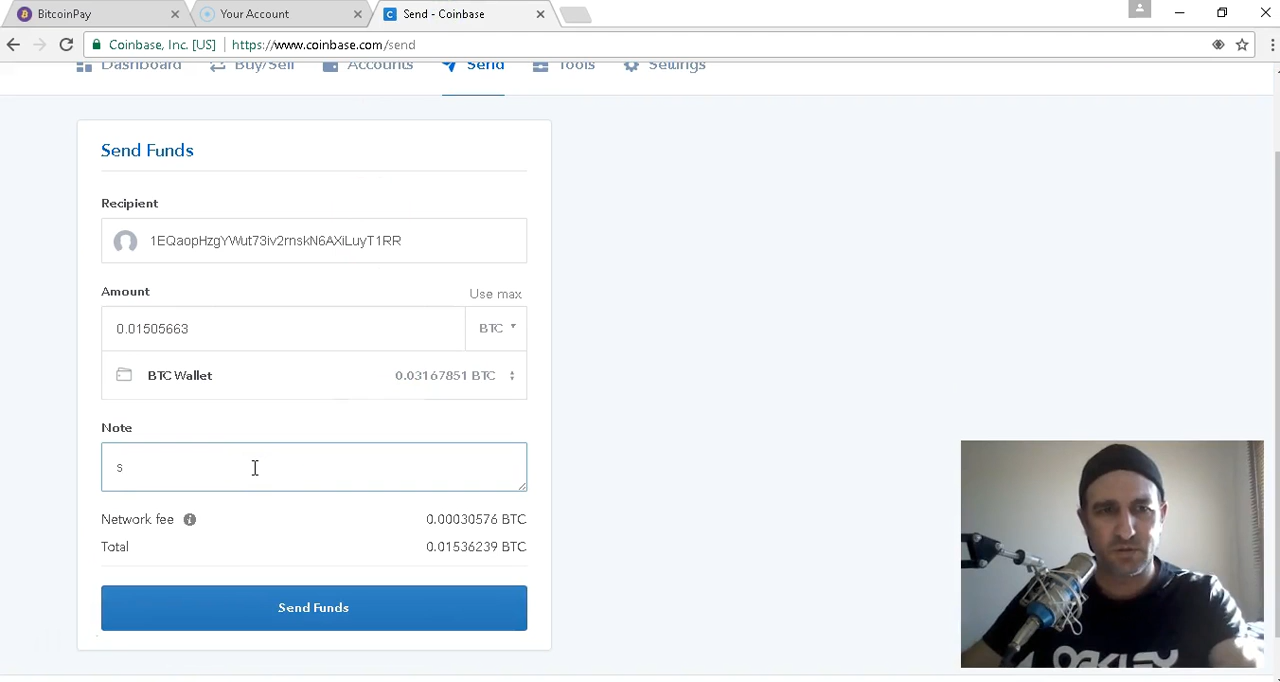 BitcoinPay
Your Account
Send - Coinbase
Coinbase, Inc. [US] https://www.coinbase.com/send
Dashboard Buy/Sell Accounts Send Tools Settings
Send Funds
Recipient
1EQaopHzgYWut73iv2rnskN6AXiLuyT1RR
Amount Use max
0.01505663 BTC
BTC Wallet 0.03167851 BTC
Note
s
Network fee 0.00030576 BTC
Total 0.01536239 BTC
Send Funds
OAKLEY